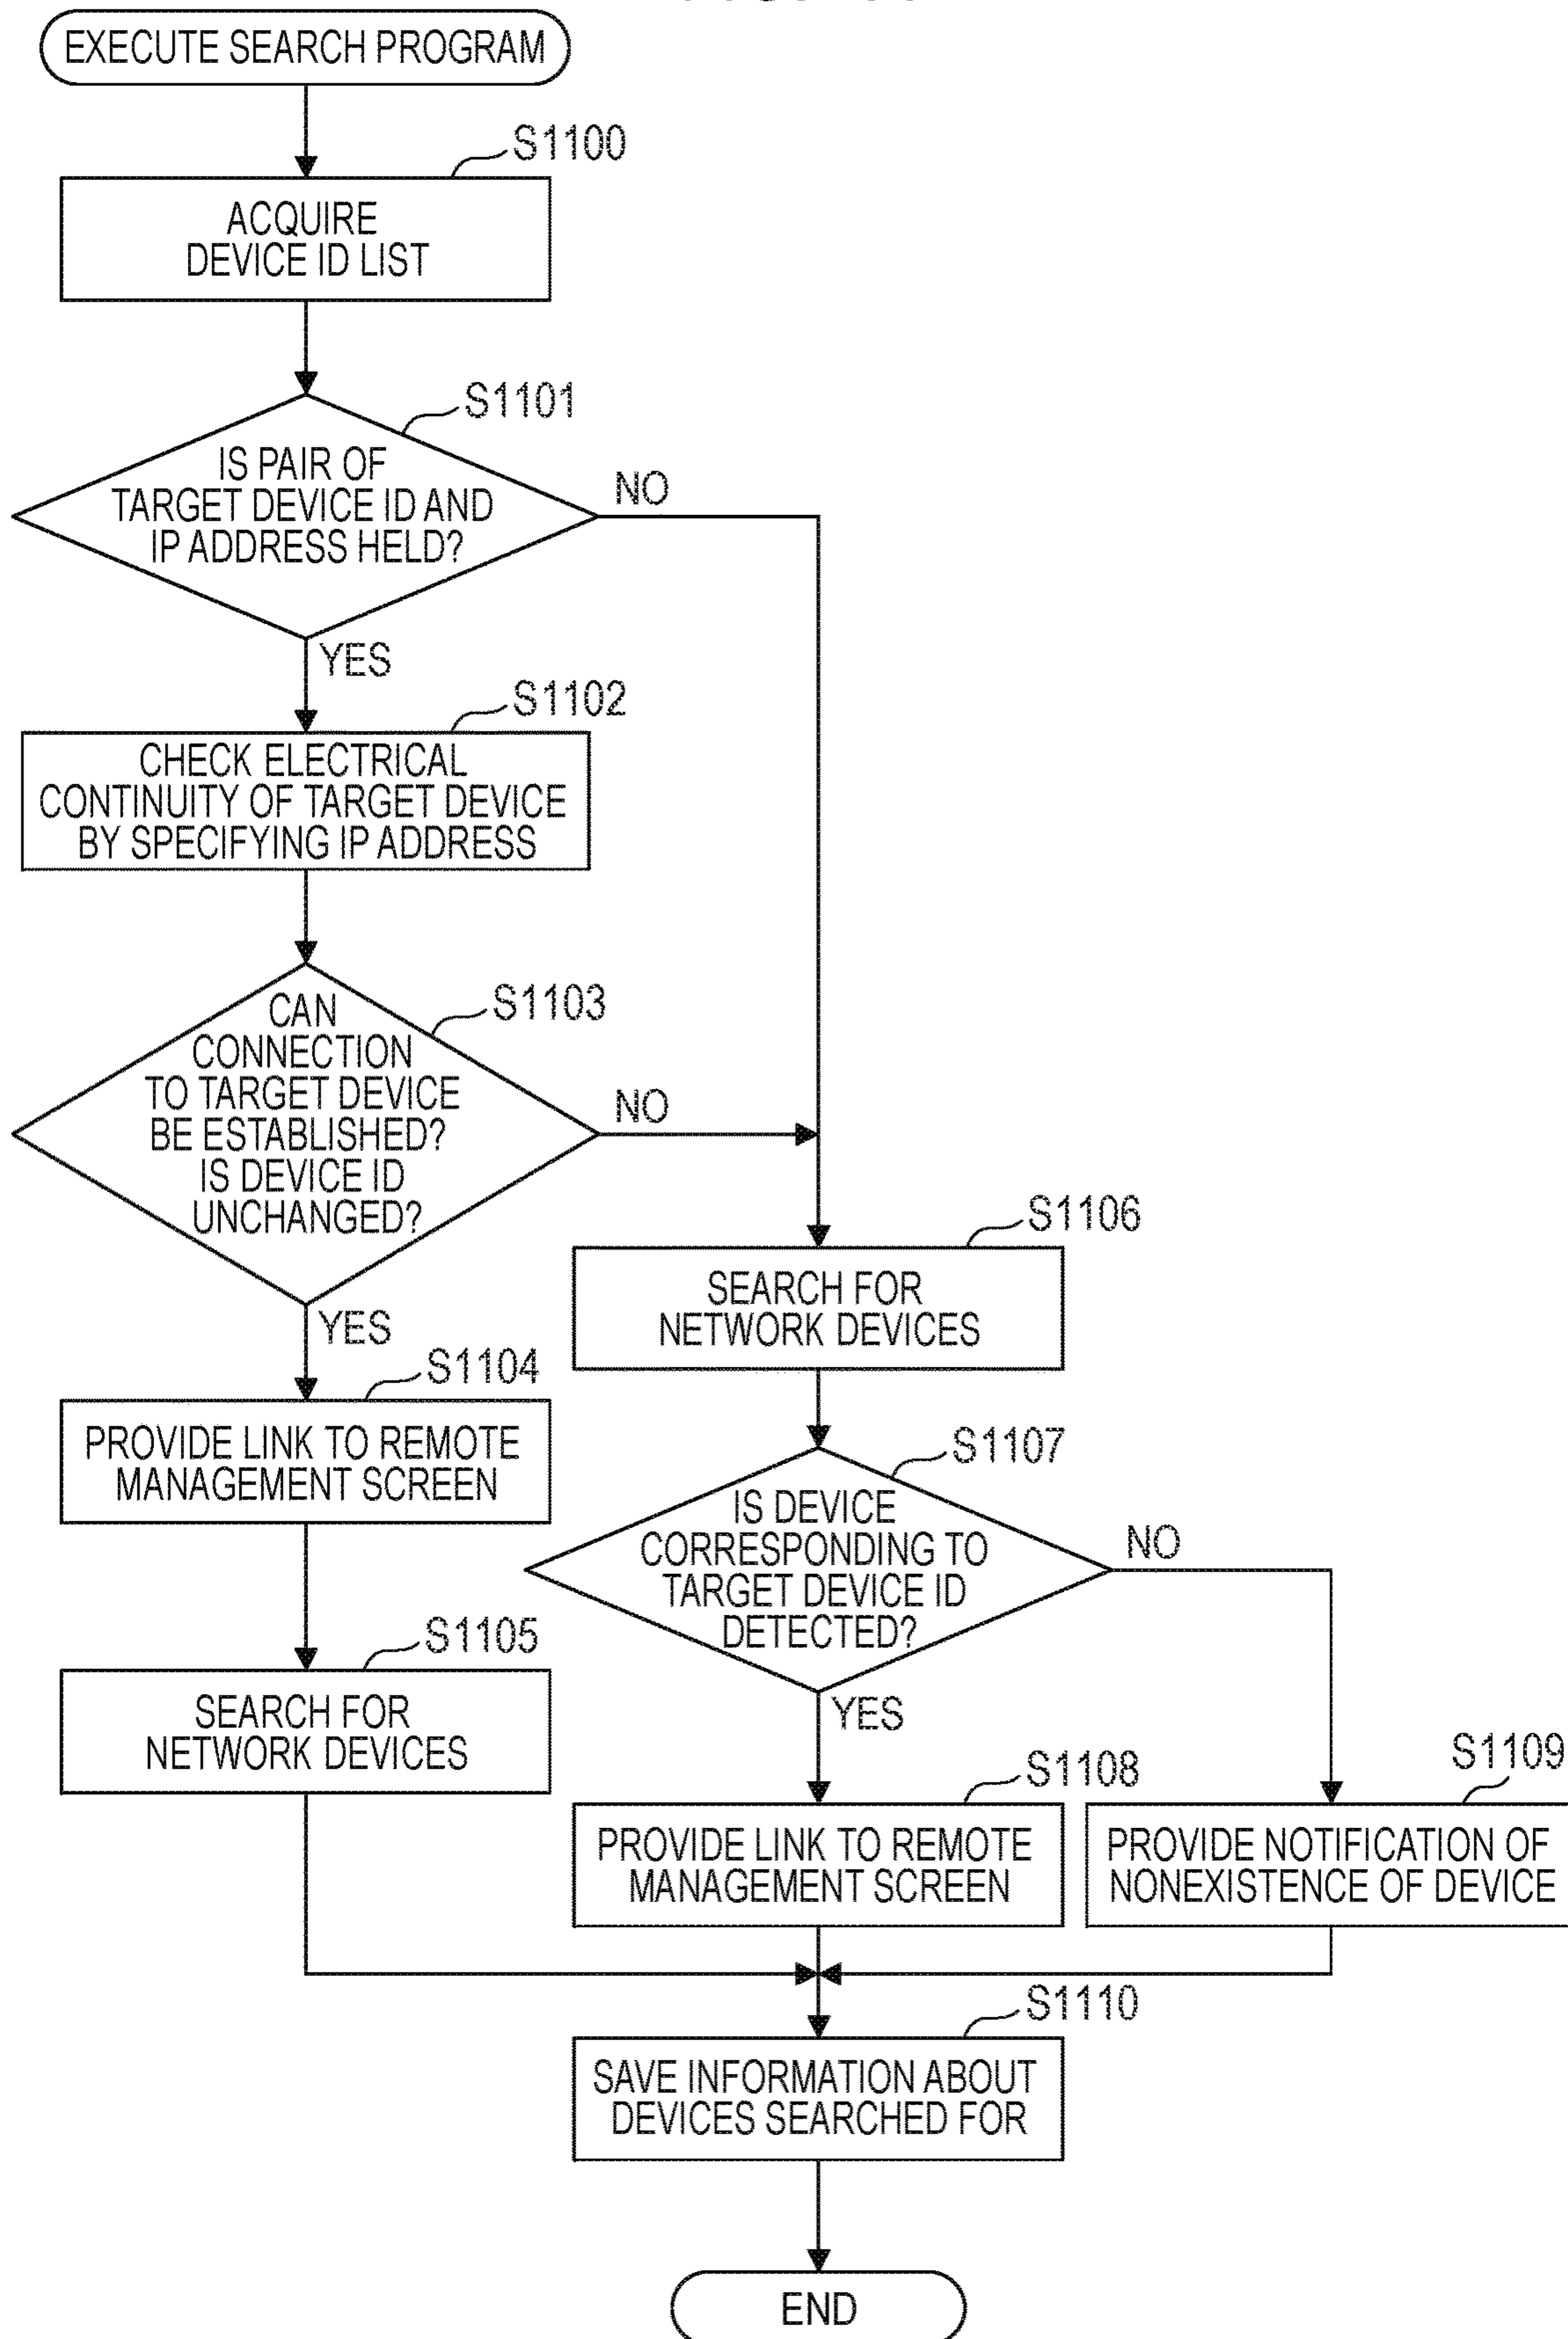 EXECUTE SEARCH PROGRAM
S1100
ACQUIRE
DEVICE ID LIST
S1101
IS PAIR OF
TARGET DEVICE ID AND
IP ADDRESS HELD?
NO
YES
S1102
CHECK ELECTRICAL
CONTINUITY OF TARGET DEVICE
BY SPECIFYING IP ADDRESS
S1103
CAN
CONNECTION
TO TARGET DEVICE
BE ESTABLISHED?
IS DEVICE ID
UNCHANGED?
NO
YES
S1104
PROVIDE LINK TO REMOTE
MANAGEMENT SCREEN
S1105
SEARCH FOR
NETWORK DEVICES
S1106
SEARCH FOR
NETWORK DEVICES
S1107
IS DEVICE
CORRESPONDING TO
TARGET DEVICE ID
DETECTED?
NO
YES
S1108
PROVIDE LINK TO REMOTE
MANAGEMENT SCREEN
S1109
PROVIDE NOTIFICATION OF
NONEXISTENCE OF DEVICE
S1110
SAVE INFORMATION ABOUT
DEVICES SEARCHED FOR
END